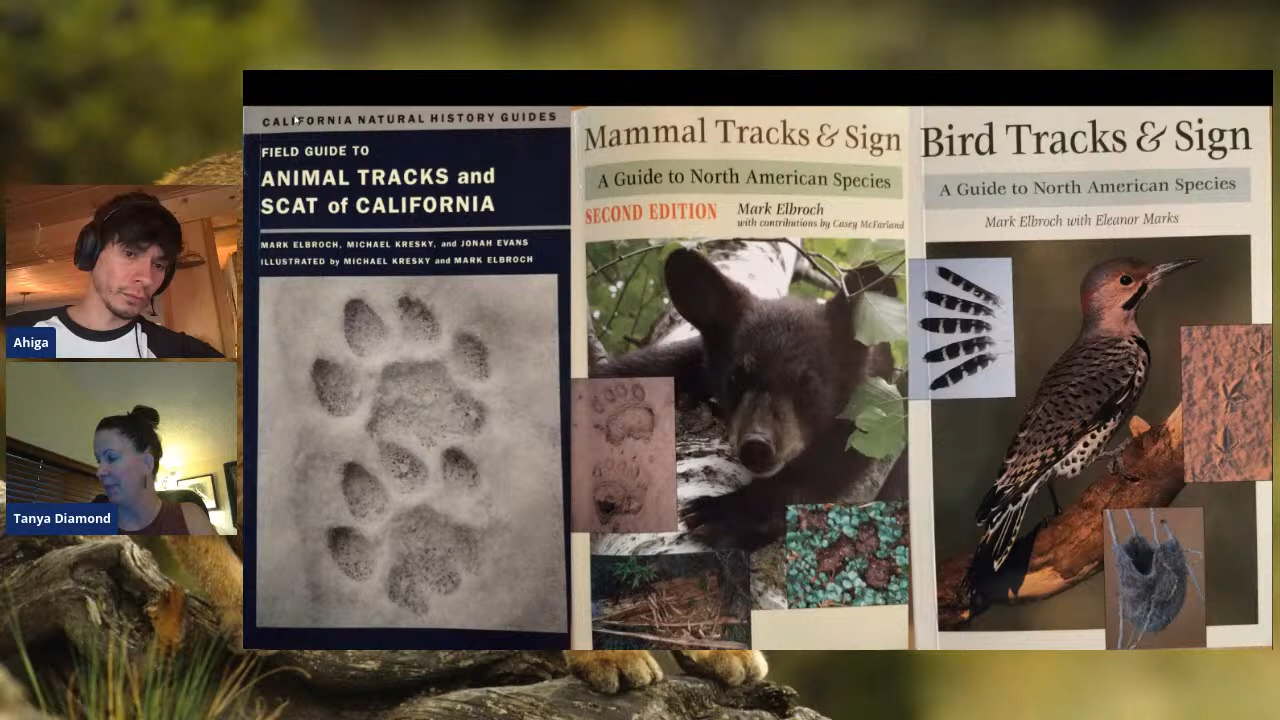 CALIFORNIA NATURAL HISTORY GUIDES
FIELD GUIDE TO
ANIMAL TRACKS and
SCAT of CALIFORNIA
MARK ELBROCH, MICHAEL KRESKY, and JONAH EVANS
ILLUSTRATED by MICHAEL KRESKY and MARK ELBROCH
Mammal Tracks & Sign
A Guide to North American Species
SECOND EDITION
Mark Elbroch
with contributions by Casey McFarland
Bird Tracks & Sign
A Guide to North American Species
Mark Elbroch with Eleanor Marks
Ahiga
Tanya Diamond